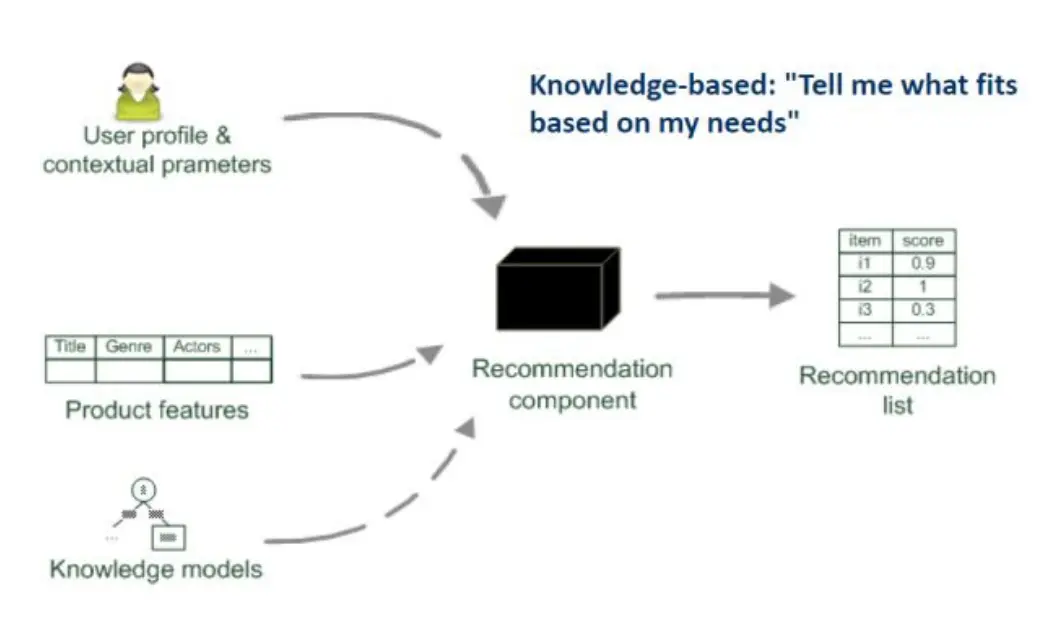 Knowledge-based: "Tell me what fits
based on my needs"
User profile &
contextual prameters
Title Genre Actors ...
Product features
Knowledge models
...
Recommendation
component
item score
i1 0.9
i2 1
i3 0.3
... ...
Recommendation
list